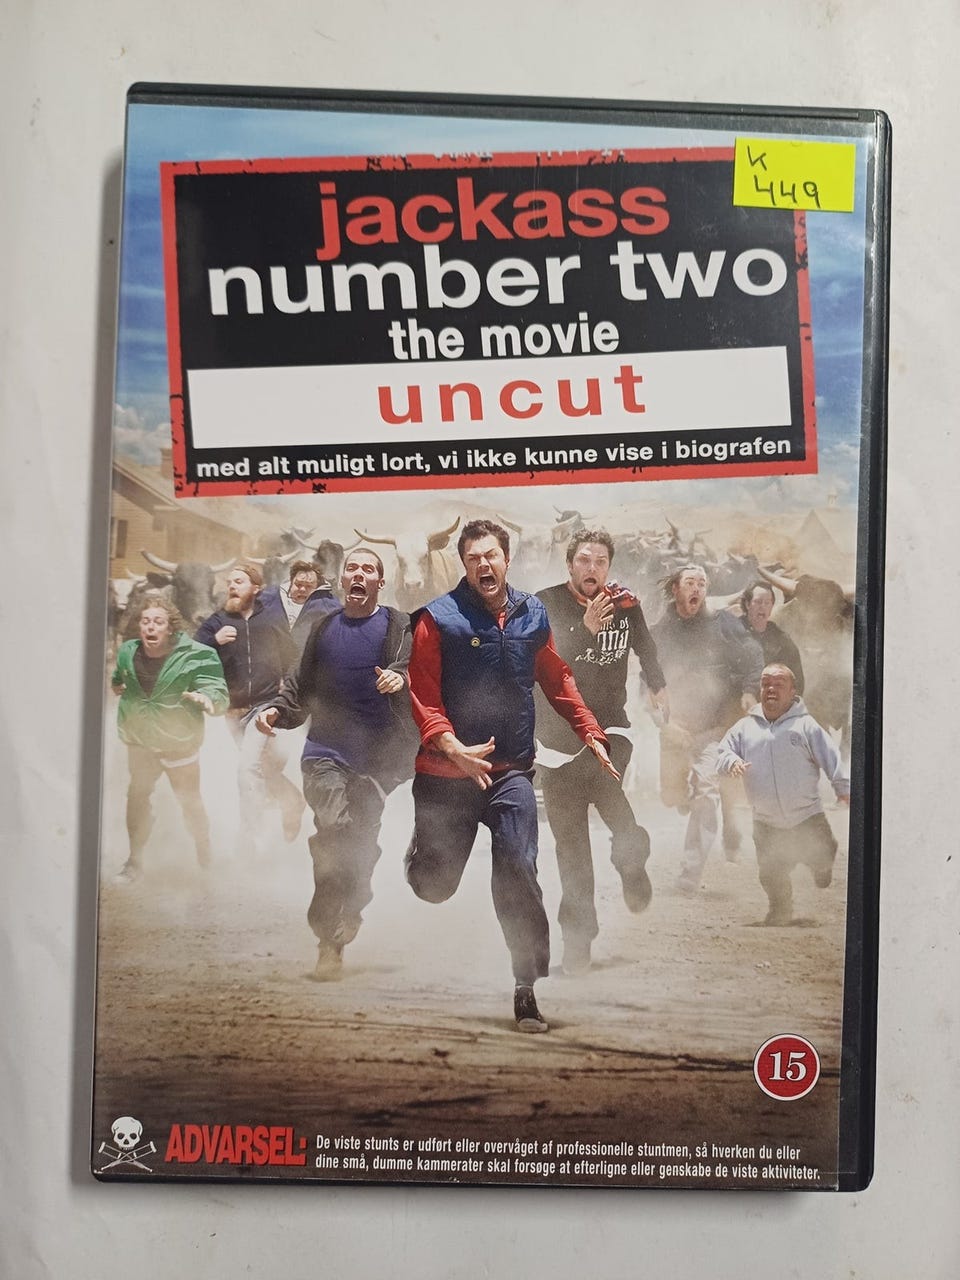 K
449
jackass
number two
the movie
uncut
med alt muligt lort, vi ikke kunne vise i biografen
15
ADVARSEL:
De viste stunts er udført eller overvåget af professionelle stuntmen, så hverken du eller
dine små, dumme kammerater skal forsøge at efterligne eller genskabe de viste aktiviteter.